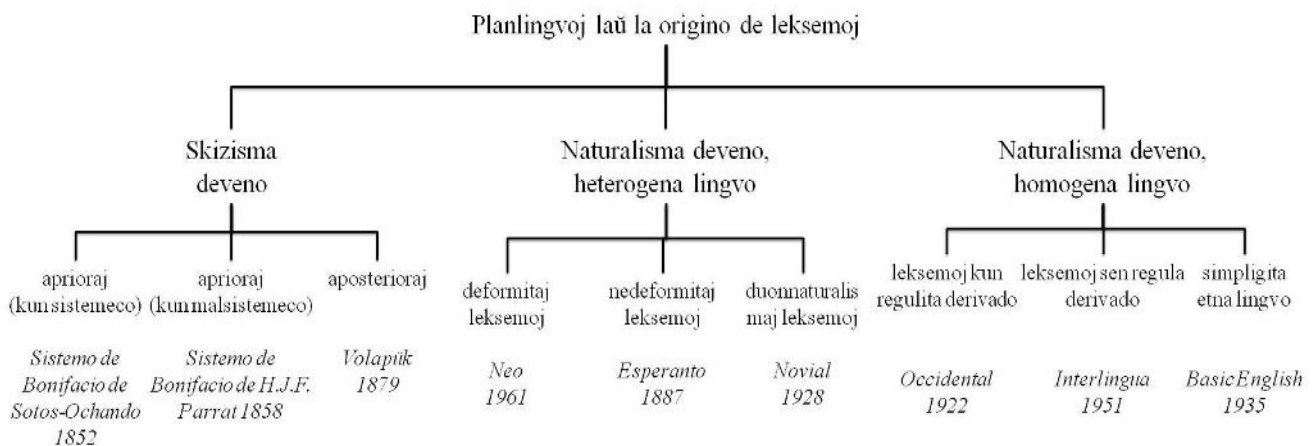 Planlingvoj laŭ la origino de leksemoj
Skizisma
deveno
Naturalisma deveno,
heterogena lingvo
Naturalisma deveno,
homogena lingvo
aprioraj
(kun sistemeco)
aprioraj
(kun malsistemeco)
aposterioraj
deformitaj
leksemoj
nedeformitaj
leksemoj
duonnaturalis
maj leksemoj
leksemoj kun
regulita derivado
leksemoj sen regula
derivado
simpligita
etna lingvo
Sistemo de
Bonifacio de
Sotos-Ochando
1852
Sistemo de
Bonifacio de H.J.F.
Parrat 1858
Volapük
1879
Neo
1961
Esperanto
1887
Novial
1928
Occidental
1922
Interlingua
1951
Basic English
1935